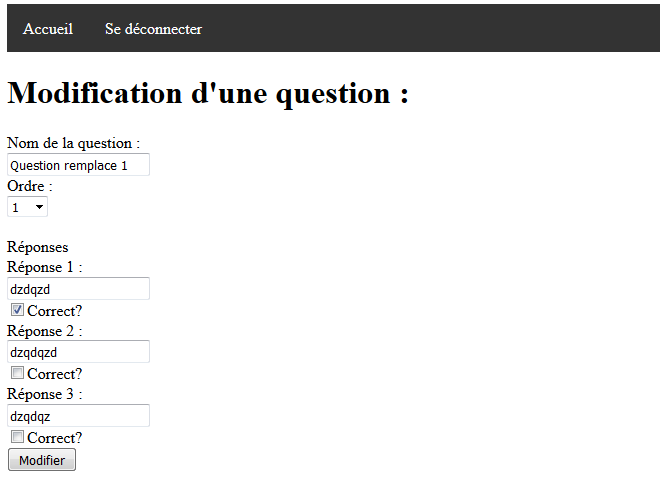 Accueil Se déconnecter
Modification d'une question :
Nom de la question :
Question remplace 1
Ordre :
1
Réponses
Réponse 1 :
dzdqzd
Correct?
Réponse 2 :
dzqdqzd
Correct?
Réponse 3 :
dzqdqz
Correct?
Modifier